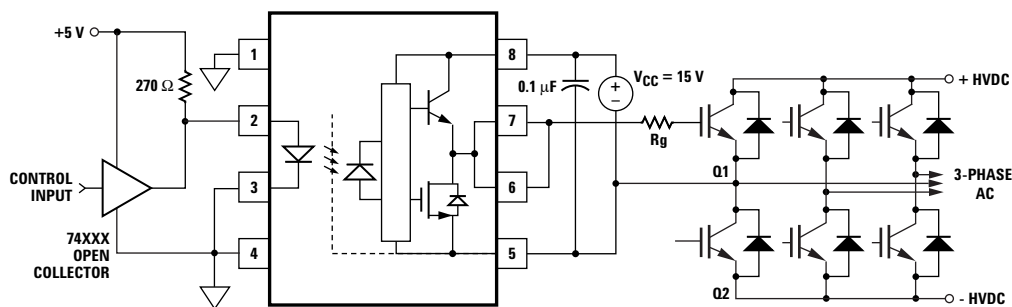 +5 V
270 Ω
CONTROL
INPUT
74XXX
OPEN
COLLECTOR
1
2
3
4
8
7
6
5
0.1 µF
+
−
VCC = 15 V
Rg
Q1
Q2
+ HVDC
3-PHASE
AC
- HVDC